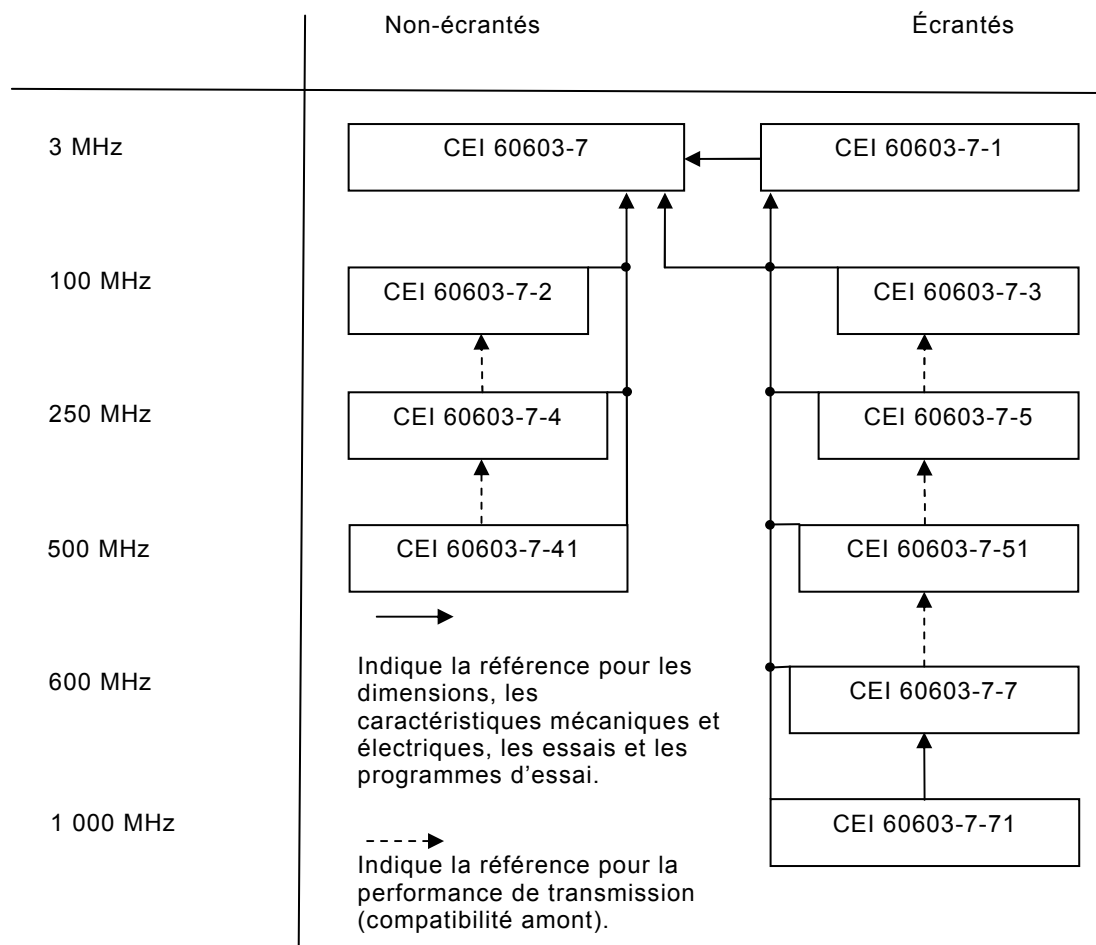 Non-écrantés
Écrantés
3 MHz
CEI 60603-7
CEI 60603-7-1
100 MHz
CEI 60603-7-2
CEI 60603-7-3
250 MHz
CEI 60603-7-4
CEI 60603-7-5
500 MHz
CEI 60603-7-41
CEI 60603-7-51
600 MHz
CEI 60603-7-7
1 000 MHz
CEI 60603-7-71
Indique la référence pour les
dimensions, les
caractéristiques mécaniques et
électriques, les essais et les
programmes d’essai.
Indique la référence pour la
performance de transmission
(compatibilité amont).